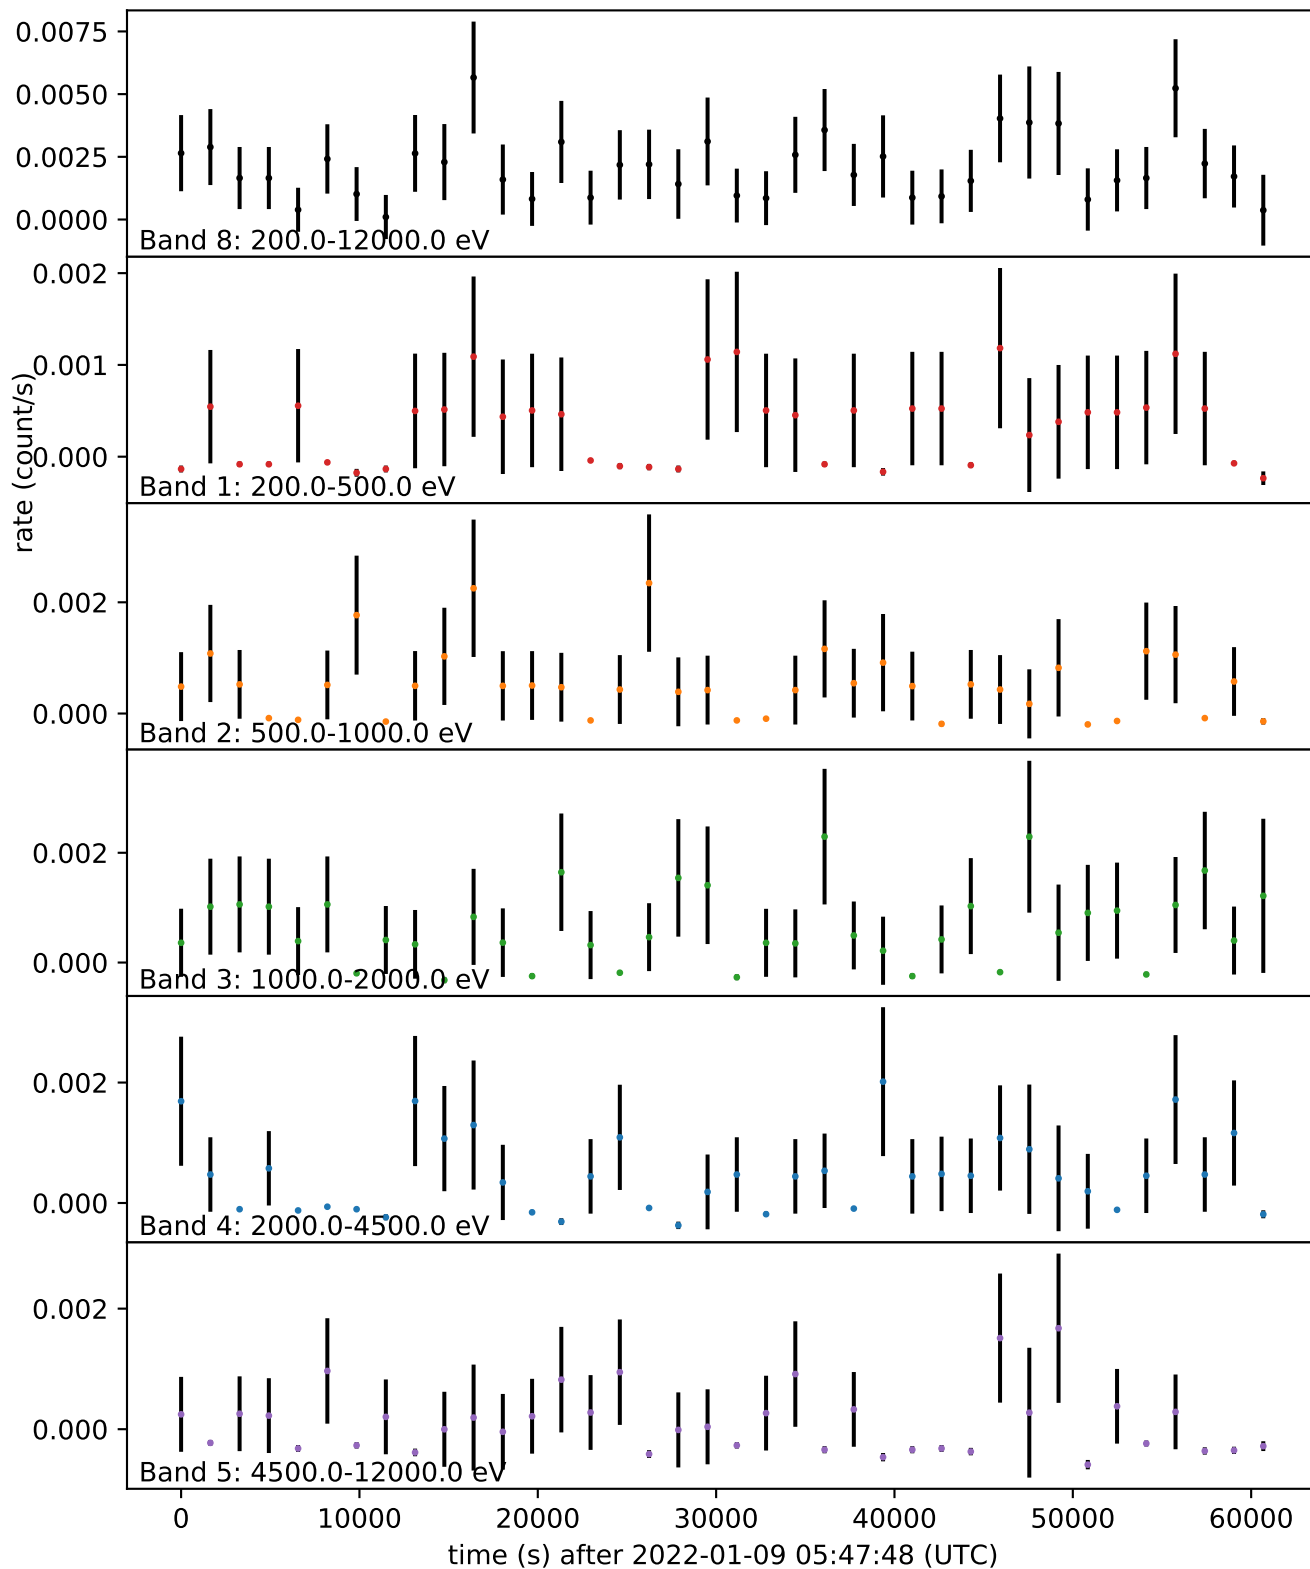 0.0075
0.0050
0.0025
0.0000
Band 8: 200.0-12000.0 eV
0.002
0.001
0.000
Band 1: 200.0-500.0 eV
rate (count/s)
0.002
0.000
Band 2: 500.0-1000.0 eV
0.002
0.000
Band 3: 1000.0-2000.0 eV
0.002
0.000
Band 4: 2000.0-4500.0 eV
0.002
0.000
Band 5: 4500.0-12000.0 eV
0 10000 20000 30000 40000 50000 60000
time (s) after 2022-01-09 05:47:48 (UTC)